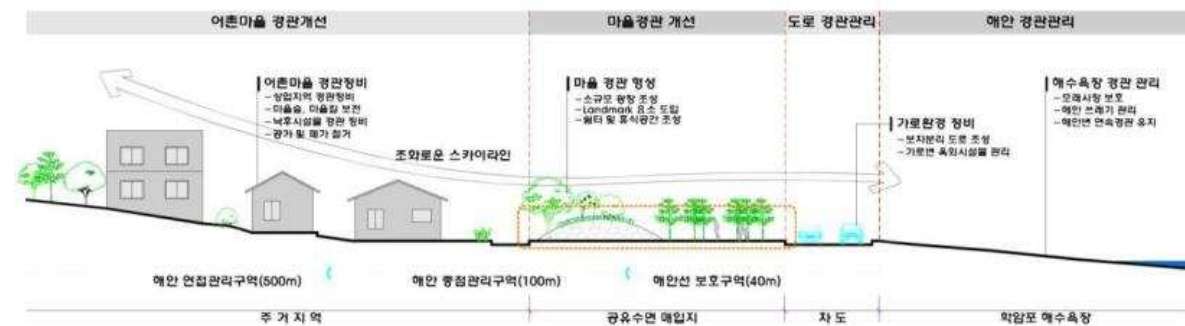 어촌마을 경관개선
마을경관 개선
도로 경관관리
해안 경관관리
어촌마을 경관정비
- 상업지역 경관정비
- 마을숲, 마을길 보전
- 낙후시설물 경관 정비
- 공가 및 폐가 철거
마을 경관 형성
- 소규모 광장 조성
- Landmark 요소 도입
- 쉼터 및 휴식공간 조성
해수욕장 경관 관리
- 모래사장 보호
- 해안 쓰레기 관리
- 해안변 연속경관 유지
가로환경 정비
- 보차분리 도로 조성
- 가로변 옥외시설물 관리
조화로운 스카이라인
해안 연접관리구역(500m)
해안 중점관리구역(100m)
해안선 보호구역(40m)
주 거 지 역
공유수면 매립지
차 도
학암포 해수욕장